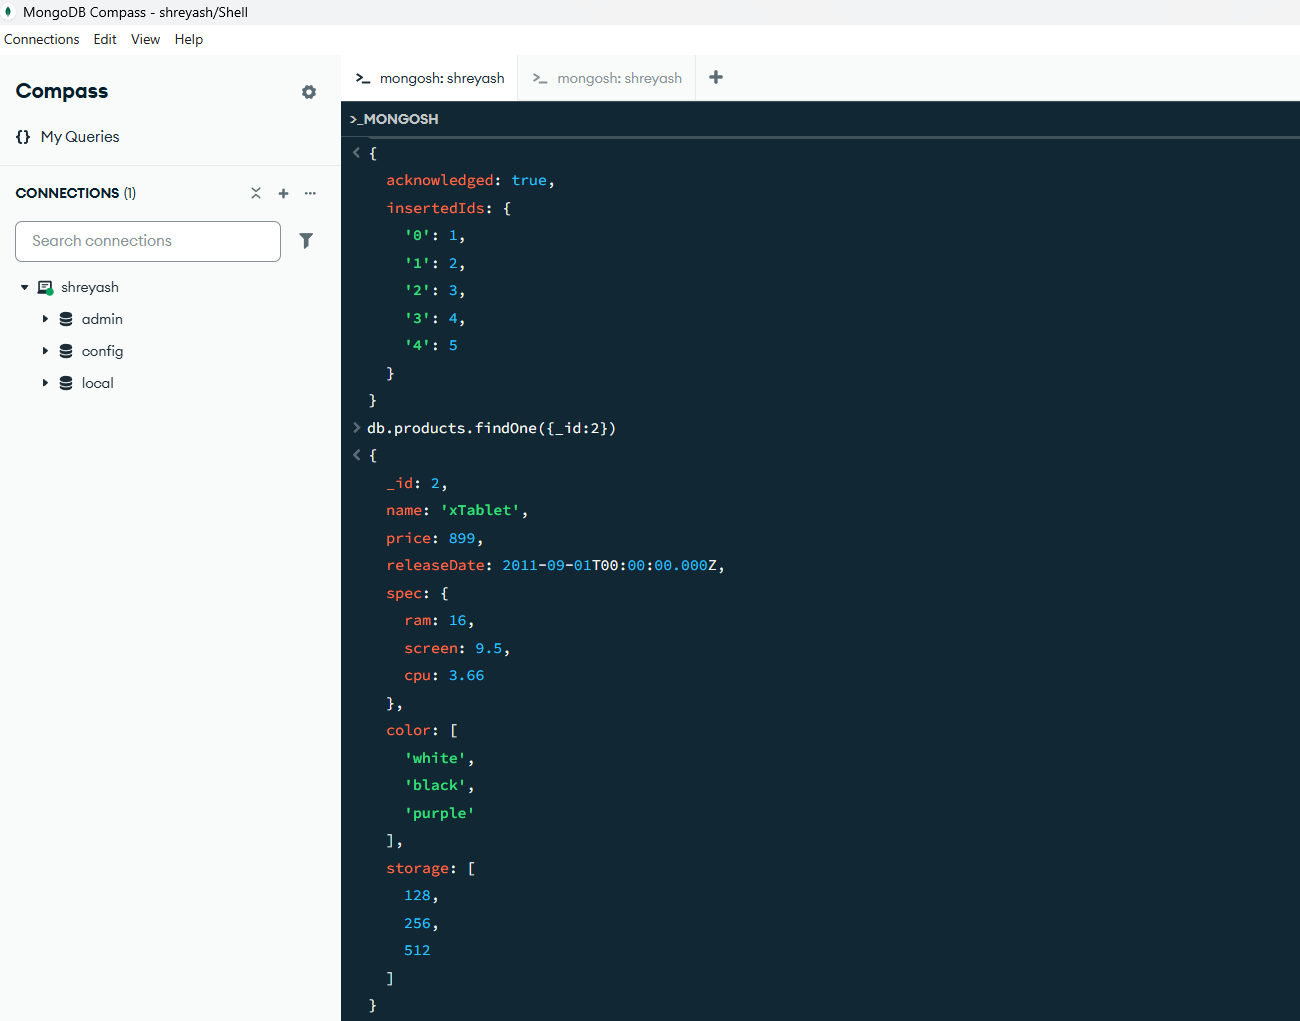 MongoDB Compass - shreyash/Shell
Connections Edit View Help
Compass
{} My Queries
CONNECTIONS (1)
Search connections
shreyash
admin
config
local
>_ mongosh: shreyash
>_ mongosh: shreyash
>_MONGOSH
< {
acknowledged: true,
insertedIds: {
'0': 1,
'1': 2,
'2': 3,
'3': 4,
'4': 5
}
}
> db.products.findOne({_id:2})
< {
_id: 2,
name: 'xTablet',
price: 899,
releaseDate: 2011-09-01T00:00:00.000Z,
spec: {
ram: 16,
screen: 9.5,
cpu: 3.66
},
color: [
'white',
'black',
'purple'
],
storage: [
128,
256,
512
]
}